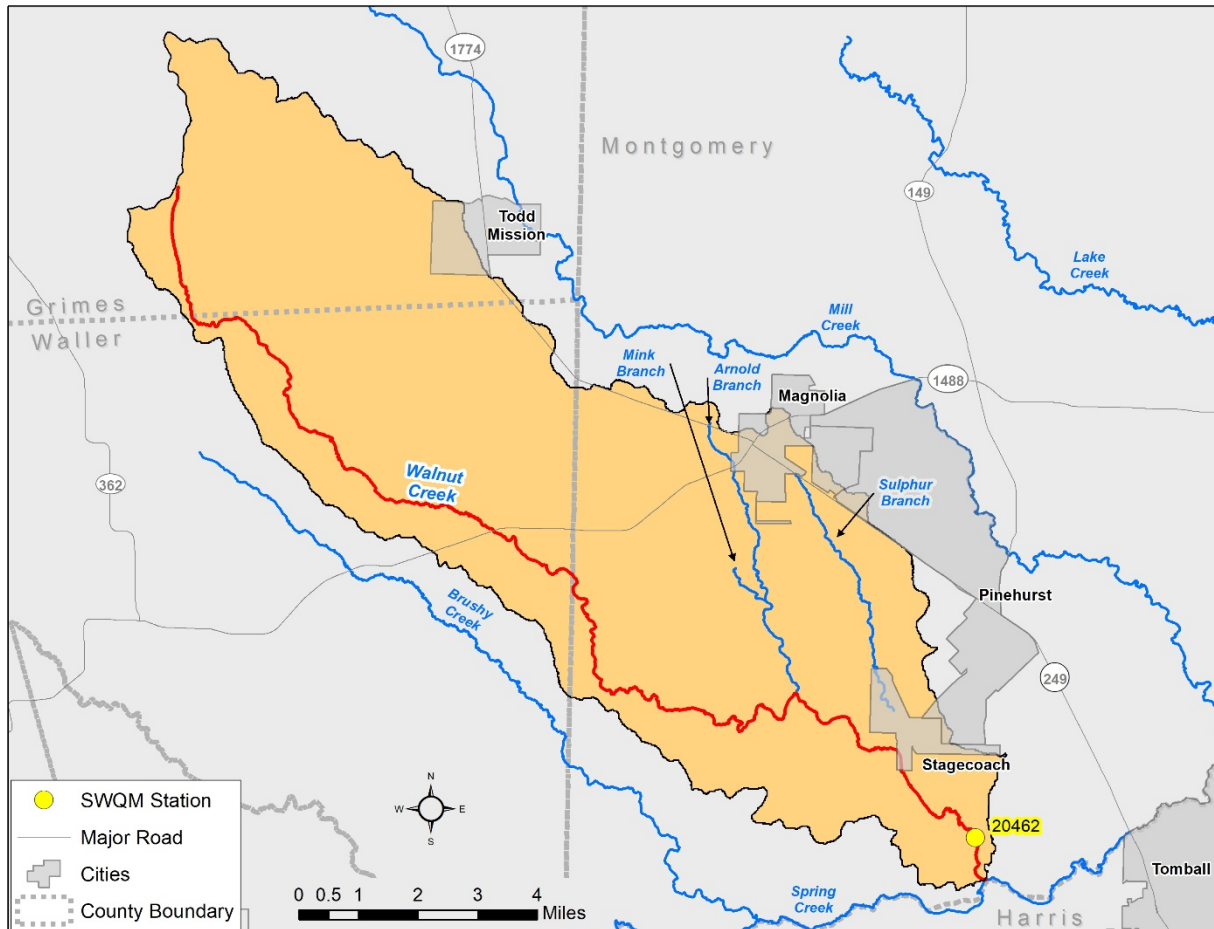 1774
Montgomery
149
Todd
Mission
Lake
Creek
Grimes
Waller
Mill
Creek
Mink
Branch
Arnold
Branch
1488
Magnolia
Walnut
Creek
362
Sulphur
Branch
Brushy
Creek
Pinehurst
249
Stagecoach
SWQM Station
Major Road
Cities
County Boundary
N
W E
S
0 0.5 1 2 3 4
Miles
20462
Tomball
Spring
Creek
Harris